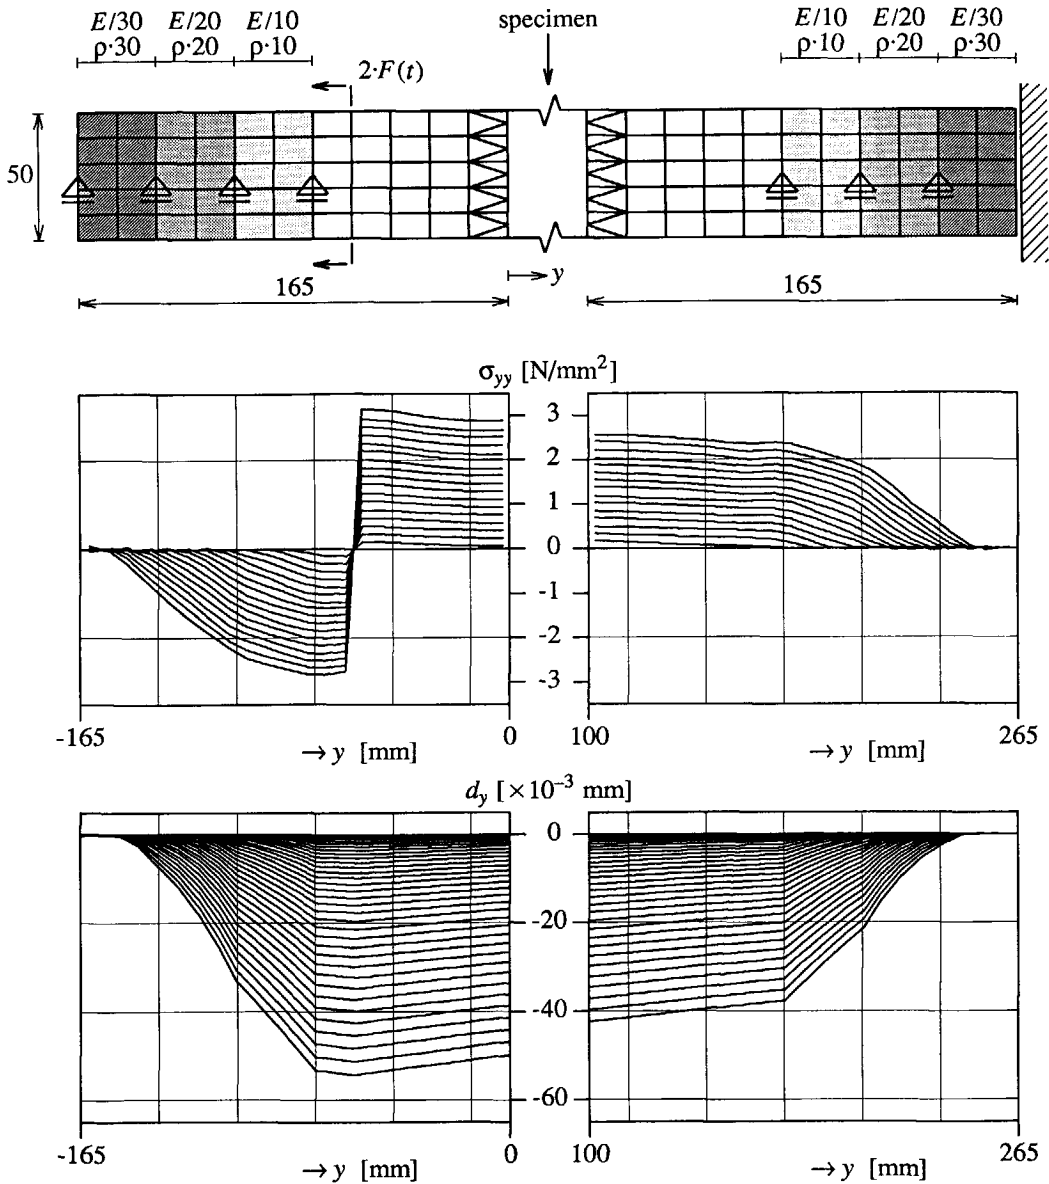 E/30 E/20 E/10 specimen E/10 E/20 E/30
ρ·30 ρ·20 ρ·10 ρ·10 ρ·20 ρ·30
2·F(t)
50
y
165 165
σyy [N/mm²]
3
2
1
0
-1
-2
-3
-165 0 100 265
→ y [mm] → y [mm]
dy [×10⁻³ mm]
0
-20
-40
-60
-165 0 100 265
→ y [mm] → y [mm]